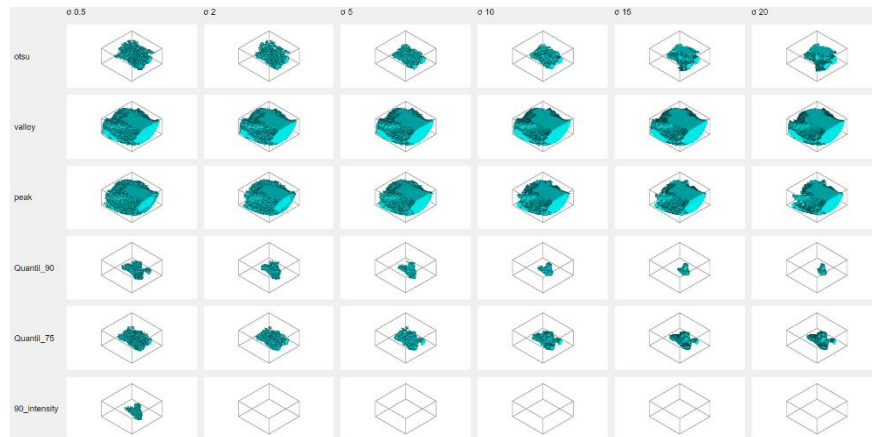 σ 0.5 σ 2 σ 5 σ 10 σ 15 σ 20
otsu
valley
peak
Quantil_90
Quantil_75
90_intensity